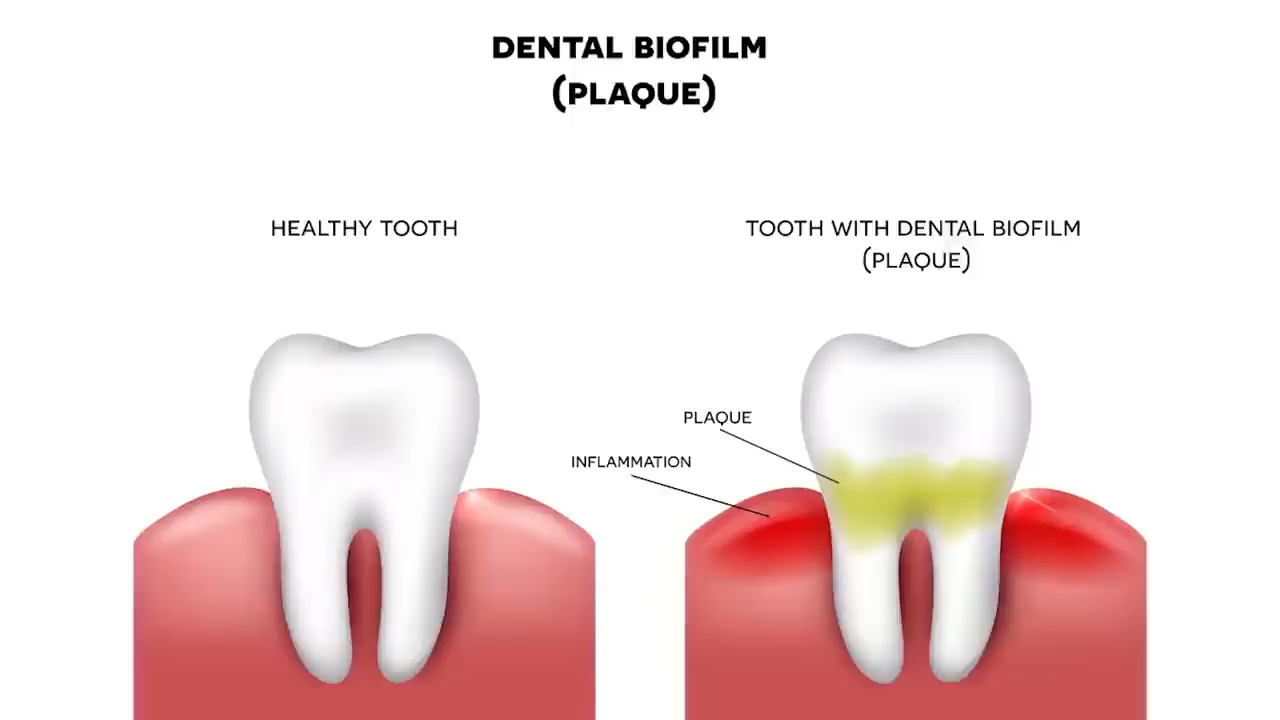 DENTAL BIOFILM
(PLAQUE)
HEALTHY TOOTH
TOOTH WITH DENTAL BIOFILM
(PLAQUE)
PLAQUE
INFLAMMATION